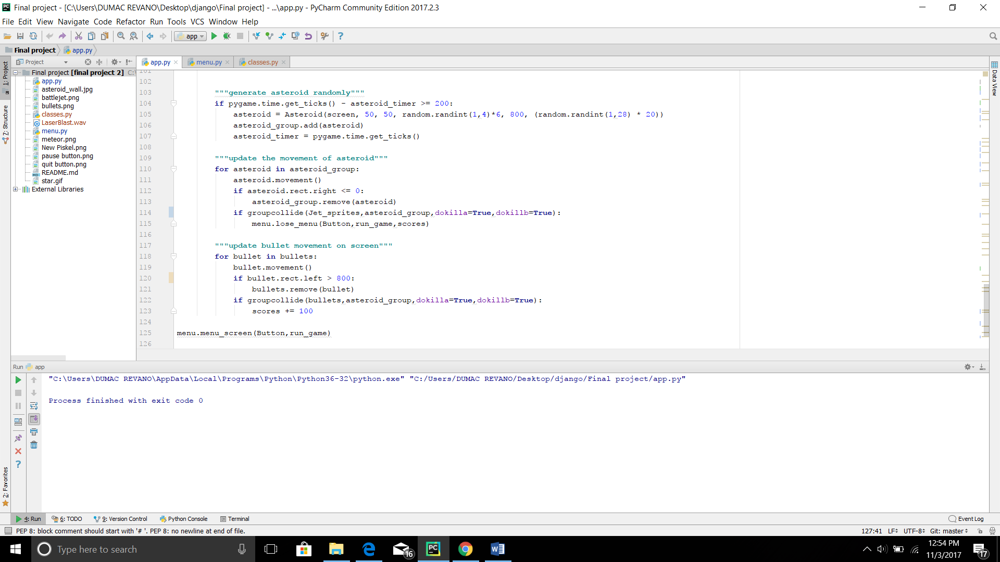 Final project - [C:\Users\DUMAC REVANO\Desktop\django\Final project] - ...\app.py - PyCharm Community Edition 2017.2.3
File Edit View Navigate Code Refactor Run Tools VCS Window Help
app
Final project app.py
Project
app.py menu.py classes.py
1: Project
Z: Structure
2: Favorites
Data View
Final project [final project 2] C:\
app.py
asteroid_wall.jpg
battlejet.png
bullets.png
classes.py
LaserBlast.wav
menu.py
meteor.png
New Piskel.png
pause button.png
quit button.png
README.md
star.gif
External Libraries
101
102
103 """generate asteroid randomly"""
104 if pygame.time.get_ticks() - asteroid_timer >= 200:
105 asteroid = Asteroid(screen, 50, 50, random.randint(1,4)*6, 800, (random.randint(1,28) * 20))
106 asteroid_group.add(asteroid)
107 asteroid_timer = pygame.time.get_ticks()
108
109 """update the movement of asteroid"""
110 for asteroid in asteroid_group:
111 asteroid.movement()
112 if asteroid.rect.right <= 0:
113 asteroid_group.remove(asteroid)
114 if groupcollide(Jet_sprites,asteroid_group,dokilla=True,dokillb=True):
115 menu.lose_menu(Button,run_game,scores)
116
117 """update bullet movement on screen"""
118 for bullet in bullets:
119 bullet.movement()
120 if bullet.rect.left > 800:
121 bullets.remove(bullet)
122 if groupcollide(bullets,asteroid_group,dokilla=True,dokillb=True):
123 scores += 100
124
125 menu.menu_screen(Button,run_game)
126
Run app
"C:\Users\DUMAC REVANO\AppData\Local\Programs\Python\Python36-32\python.exe" "C:/Users/DUMAC REVANO/Desktop/django/Final project/app.py"
Process finished with exit code 0
4: Run 6: TODO 9: Version Control Python Console Terminal Event Log
PEP 8: block comment should start with '# '. PEP 8: no newline at end of file. 127:41 LF UTF-8 Git: master
Type here to search
16
12:54 PM
11/3/2017
17